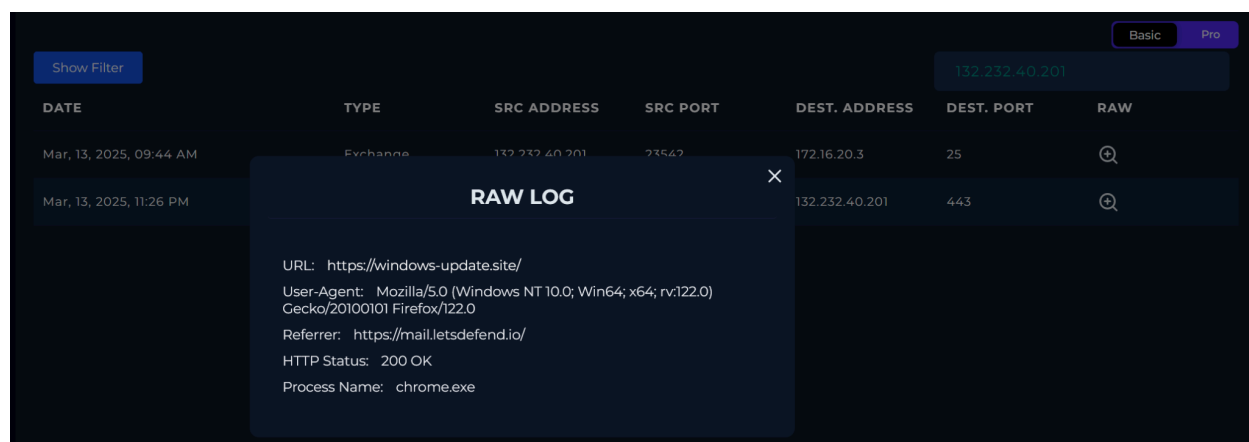 Basic Pro
Show Filter
132.232.40.201
DATE TYPE SRC ADDRESS SRC PORT DEST. ADDRESS DEST. PORT RAW
Mar, 13, 2025, 09:44 AM Exchange 132.232.40.201 23542 172.16.20.3 25
Mar, 13, 2025, 11:26 PM 132.232.40.201 443
RAW LOG
URL: https://windows-update.site/
User-Agent: Mozilla/5.0 (Windows NT 10.0; Win64; x64; rv:122.0)
Gecko/20100101 Firefox/122.0
Referrer: https://mail.letsdefend.io/
HTTP Status: 200 OK
Process Name: chrome.exe